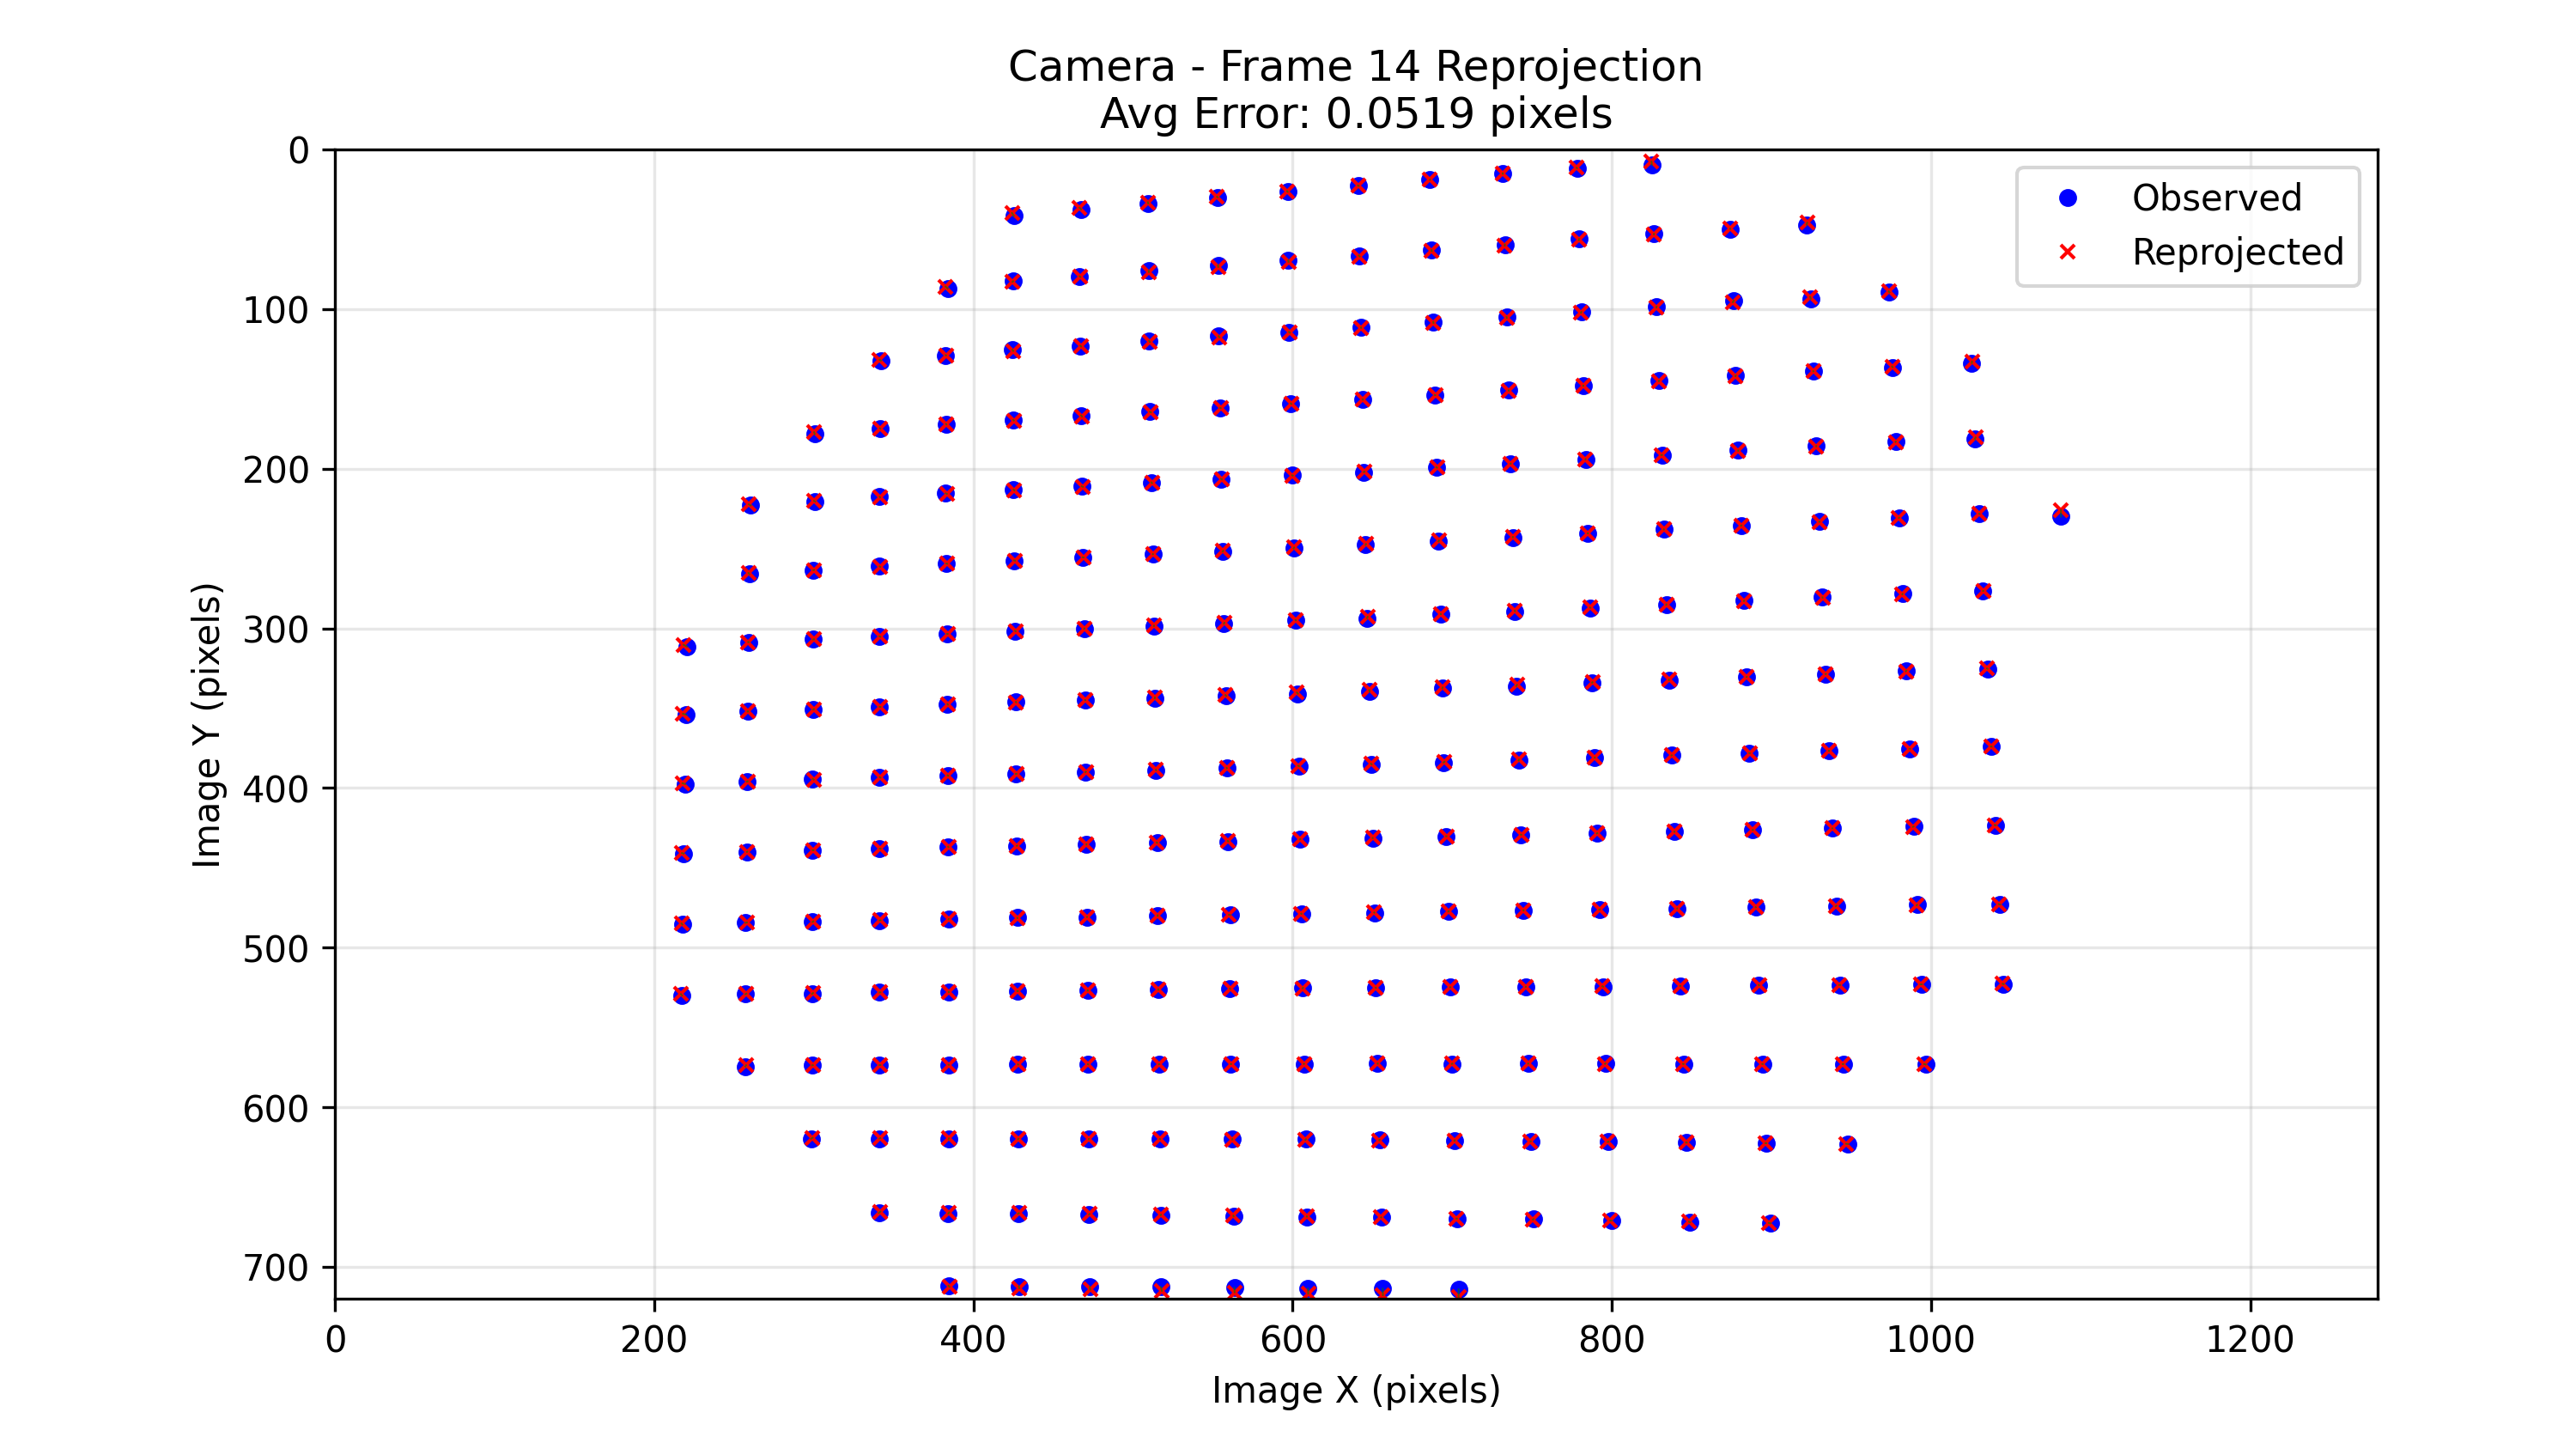 Camera - Frame 14 Reprojection
Avg Error: 0.0519 pixels
Observed
Reprojected
0
100
200
300
400
500
600
700
Image Y (pixels)
0
200
400
600
800
1000
1200
Image X (pixels)